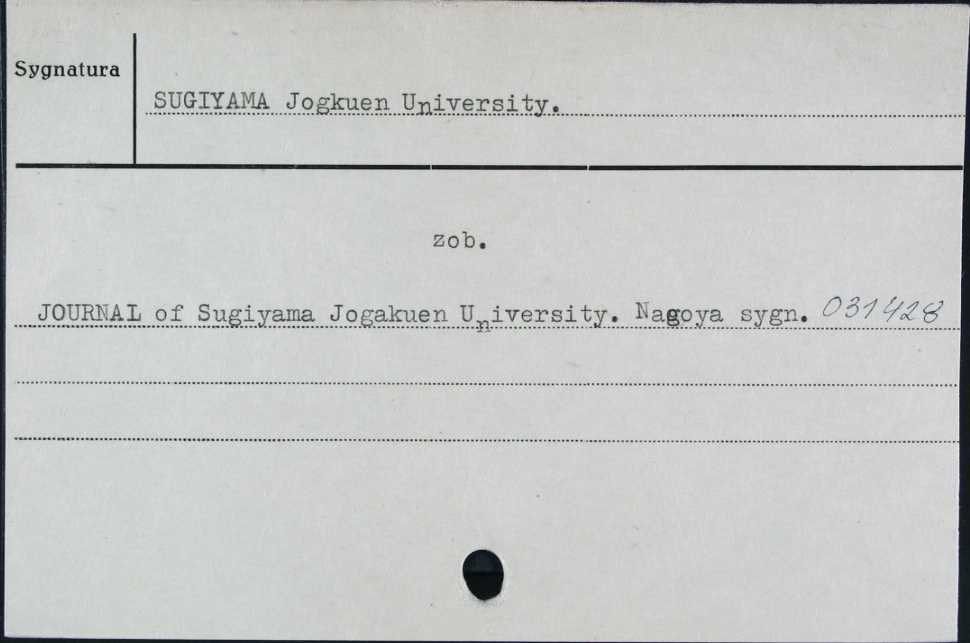 Sygnatura
SUGIYAMA Jogkuen University.
zob.
JOURNAL of Sugiyama Jogakuen University. Nagoya sygn. 031428